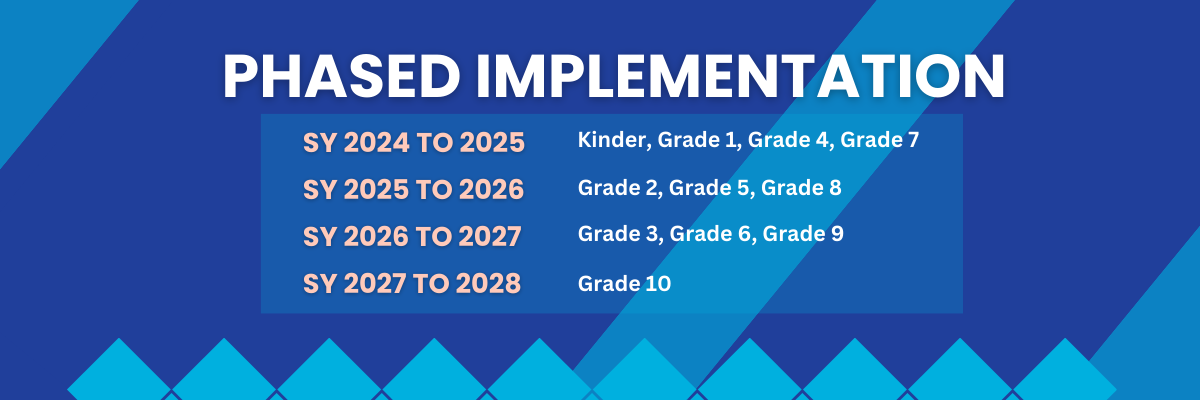 PHASED IMPLEMENTATION
SY 2024 TO 2025 Kinder, Grade 1, Grade 4, Grade 7
SY 2025 TO 2026 Grade 2, Grade 5, Grade 8
SY 2026 TO 2027 Grade 3, Grade 6, Grade 9
SY 2027 TO 2028 Grade 10